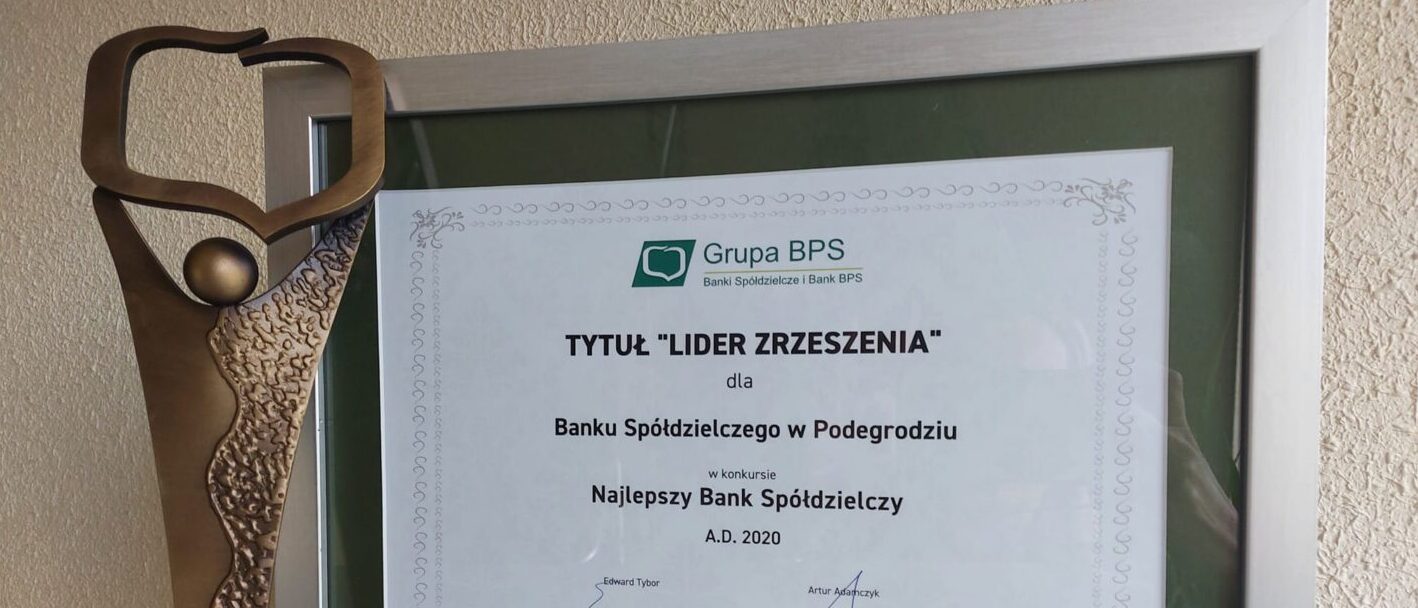 Grupa BPS
Banki Spółdzielcze i Bank BPS
TYTUŁ "LIDER ZRZESZENIA"
dla
Banku Spółdzielczego w Podegrodziu
w konkursie
Najlepszy Bank Spółdzielczy
A.D. 2020
Edward Tybor
Artur Adamczyk